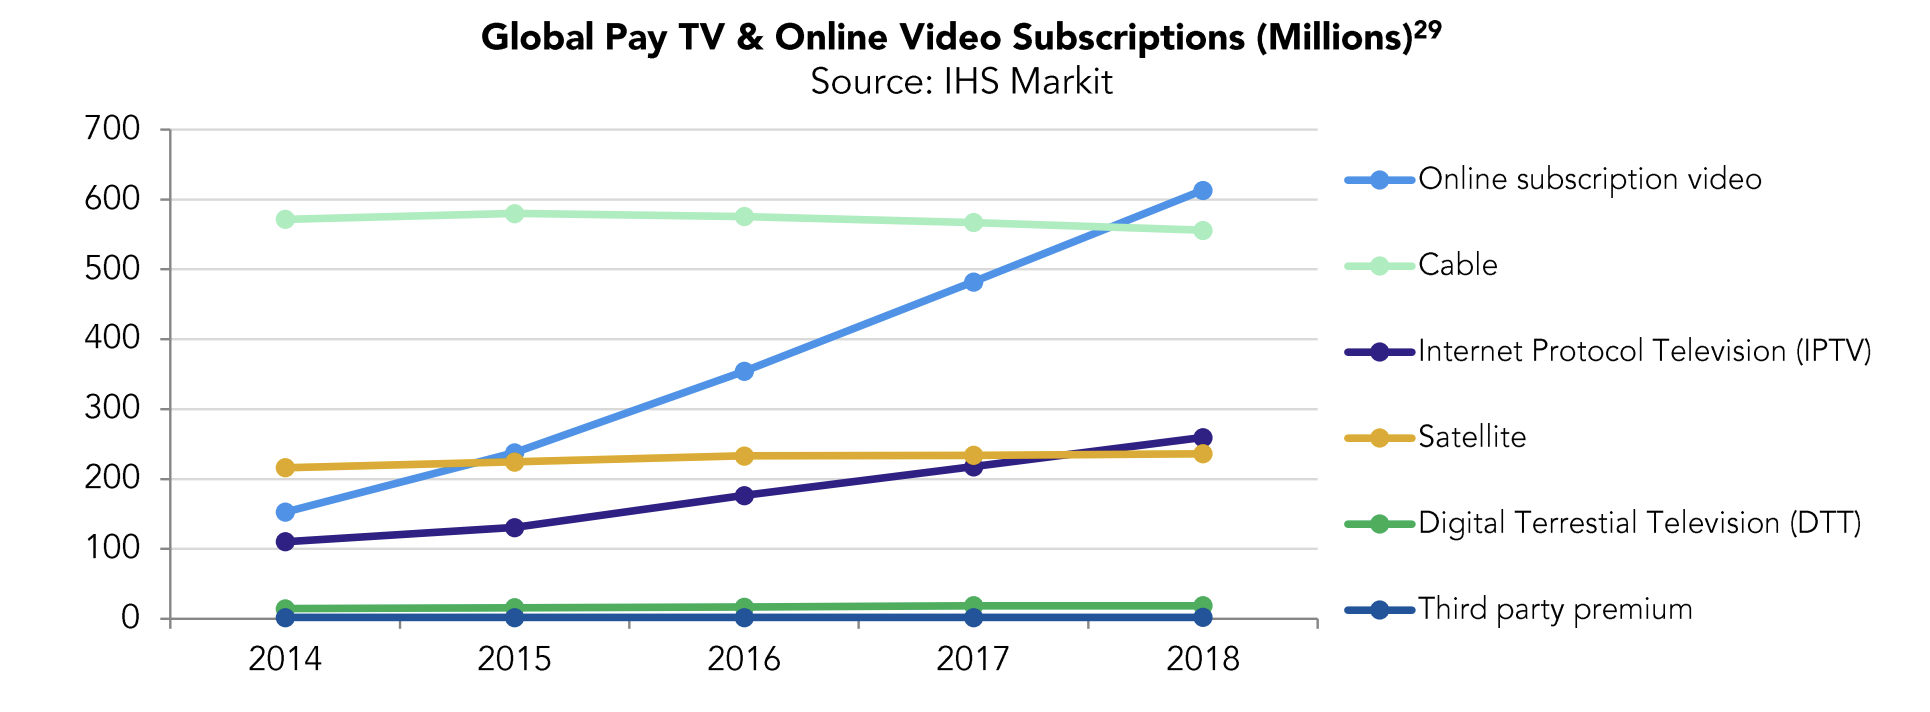 Global Pay TV & Online Video Subscriptions (Millions)²⁹
Source: IHS Markit
700
600
500
400
300
200
100
0
2014 2015 2016 2017 2018
Online subscription video
Cable
Internet Protocol Television (IPTV)
Satellite
Digital Terrestial Television (DTT)
Third party premium